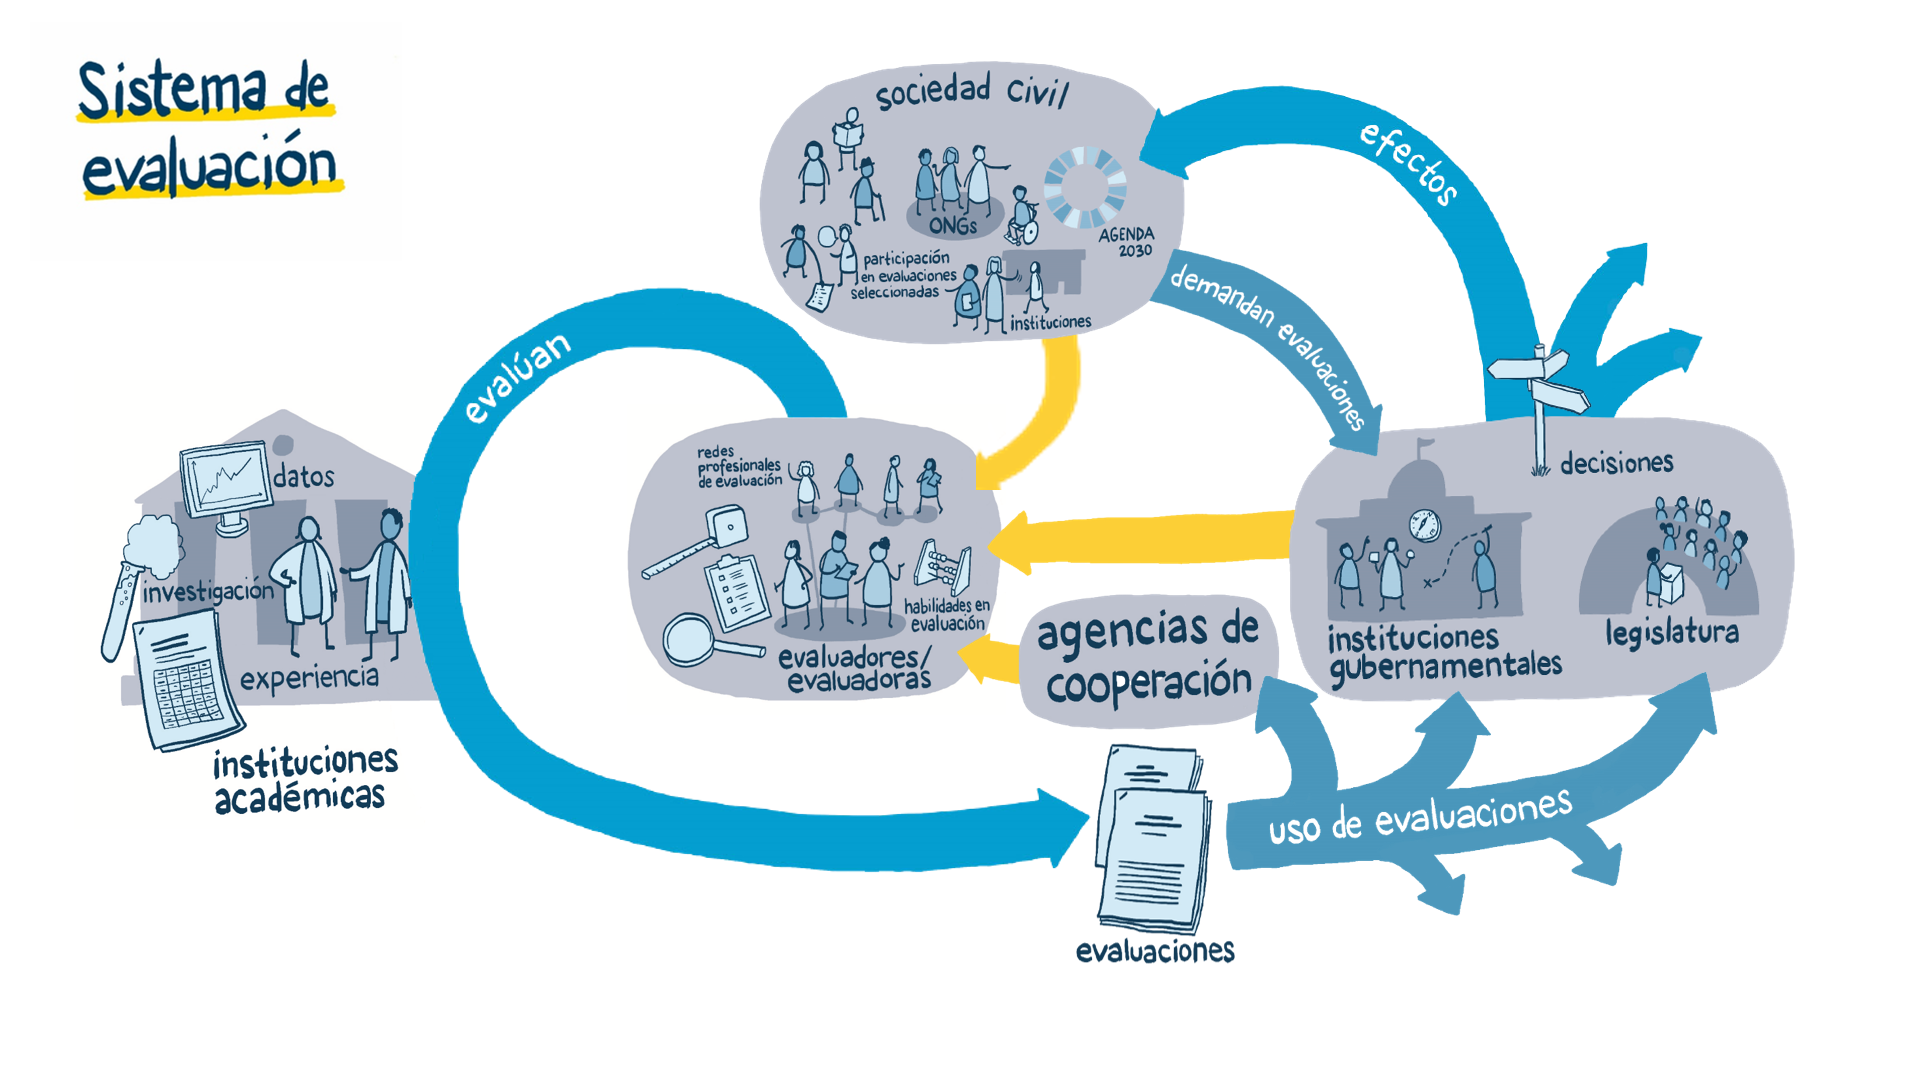 Sistema de
evaluación
sociedad civil
ONGs
AGENDA
2030
participación
en evaluaciones
seleccionadas
instituciones
efectos
demandan evaluaciones
evalúan
datos
investigación
experiencia
instituciones
académicas
redes
profesionales
de evaluación
habilidades en
evaluación
evaluadores/
evaluadoras
agencias de
cooperación
decisiones
instituciones
gubernamentales
legislatura
uso de evaluaciones
evaluaciones